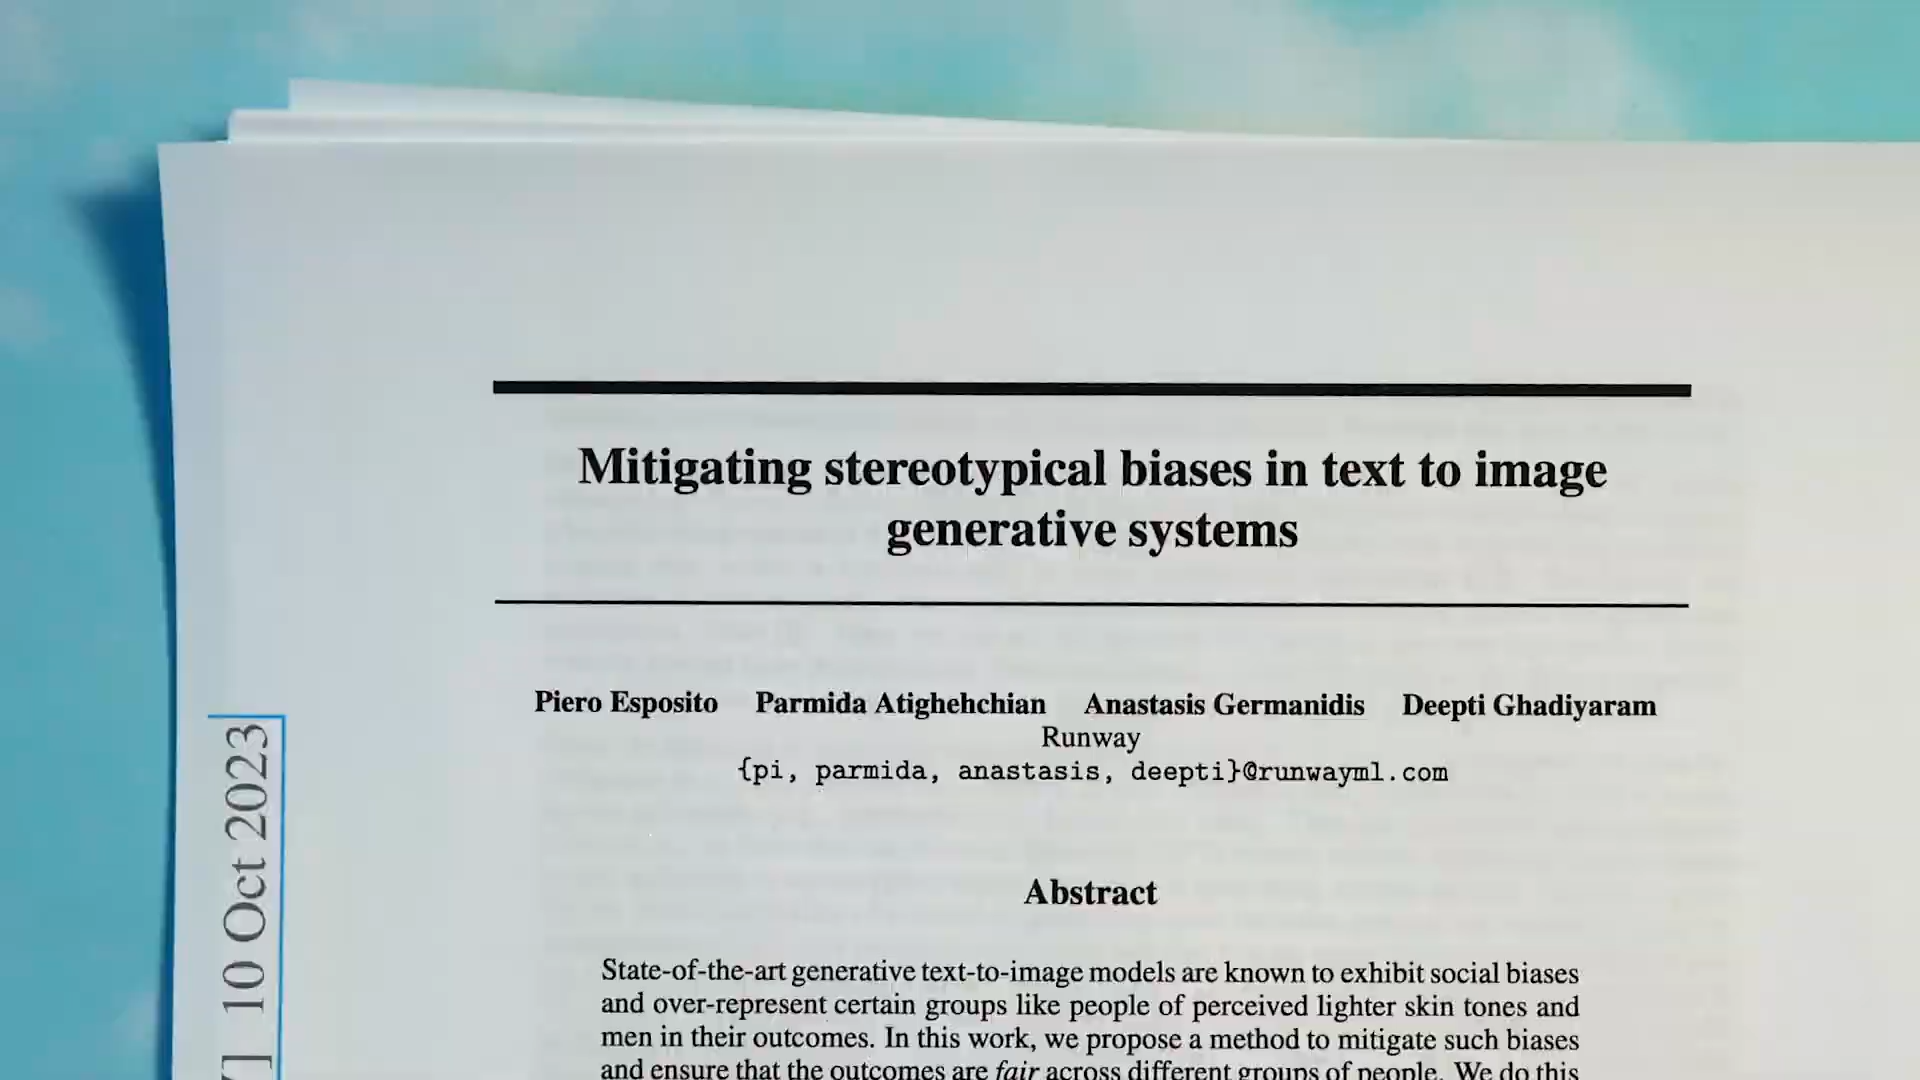 Mitigating stereotypical biases in text to image
generative systems
Piero Esposito Parmida Atighehchian Anastasis Germanidis Deepti Ghadiyaram
Runway
{pi, parmida, anastasis, deepti}@runwayml.com
Abstract
State-of-the-art generative text-to-image models are known to exhibit social biases
and over-represent certain groups like people of perceived lighter skin tones and
men in their outcomes. In this work, we propose a method to mitigate such biases
and ensure that the outcomes are fair across different groups of people. We do this
] 10 Oct 2023